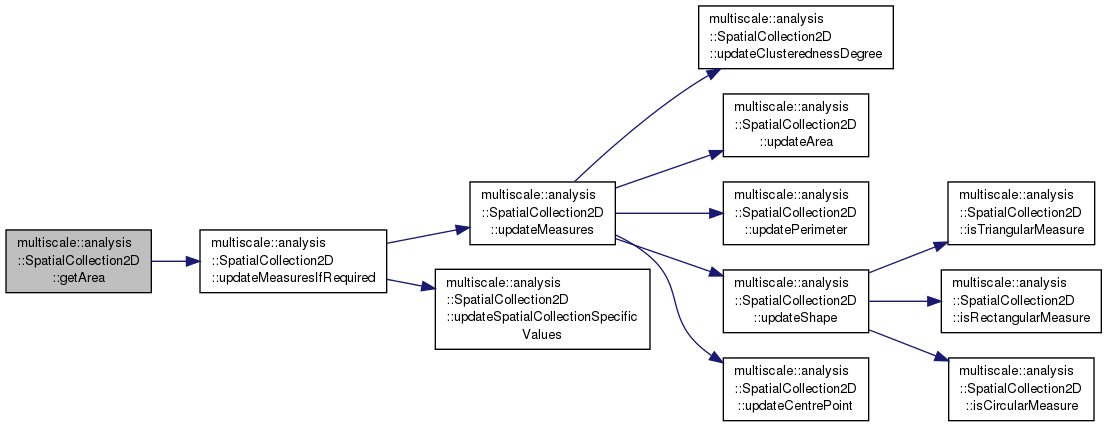 multiscale::analysis
::SpatialCollection2D
::getArea
multiscale::analysis
::SpatialCollection2D
::updateMeasuresIfRequired
multiscale::analysis
::SpatialCollection2D
::updateMeasures
multiscale::analysis
::SpatialCollection2D
::updateSpatialCollectionSpecific
Values
multiscale::analysis
::SpatialCollection2D
::updateClusterednessDegree
multiscale::analysis
::SpatialCollection2D
::updateArea
multiscale::analysis
::SpatialCollection2D
::updatePerimeter
multiscale::analysis
::SpatialCollection2D
::updateShape
multiscale::analysis
::SpatialCollection2D
::updateCentrePoint
multiscale::analysis
::SpatialCollection2D
::isTriangularMeasure
multiscale::analysis
::SpatialCollection2D
::isRectangularMeasure
multiscale::analysis
::SpatialCollection2D
::isCircularMeasure